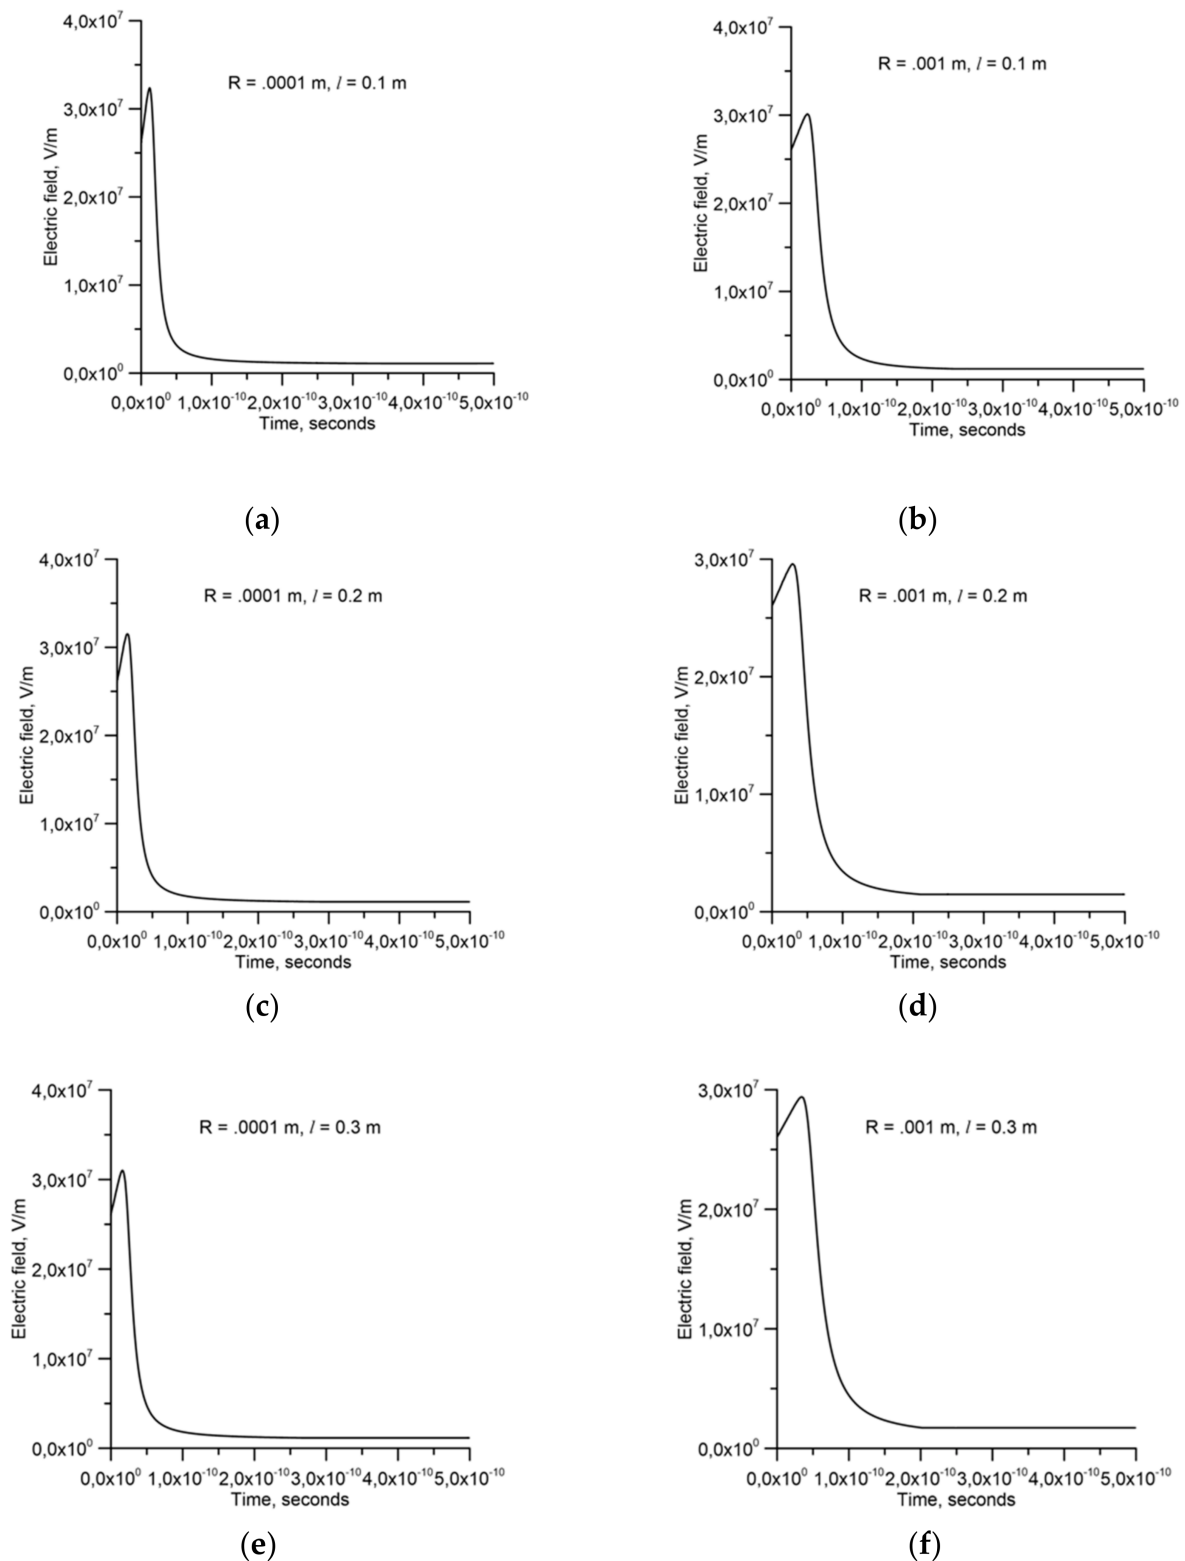 4,0x10⁷
R = .0001 m, l = 0.1 m
3,0x10⁷
2,0x10⁷
1,0x10⁷
0,0x10⁰
Electric field, V/m
0,0x10⁰ 1,0x10⁻¹⁰ 2,0x10⁻¹⁰ 3,0x10⁻¹⁰ 4,0x10⁻¹⁰ 5,0x10⁻¹⁰
Time, seconds
(a)
4,0x10⁷
R = .001 m, l = 0.1 m
3,0x10⁷
2,0x10⁷
1,0x10⁷
0,0x10⁰
Electric field, V/m
0,0x10⁰ 1,0x10⁻¹⁰ 2,0x10⁻¹⁰ 3,0x10⁻¹⁰ 4,0x10⁻¹⁰ 5,0x10⁻¹⁰
Time, seconds
(b)
4,0x10⁷
R = .0001 m, l = 0.2 m
3,0x10⁷
2,0x10⁷
1,0x10⁷
0,0x10⁰
Electric field, V/m
0,0x10⁰ 1,0x10⁻¹⁰ 2,0x10⁻¹⁰ 3,0x10⁻¹⁰ 4,0x10⁻¹⁰ 5,0x10⁻¹⁰
Time, seconds
(c)
3,0x10⁷
R = .001 m, l = 0.2 m
2,0x10⁷
1,0x10⁷
0,0x10⁰
Electric field, V/m
0,0x10⁰ 1,0x10⁻¹⁰ 2,0x10⁻¹⁰ 3,0x10⁻¹⁰ 4,0x10⁻¹⁰ 5,0x10⁻¹⁰
Time, seconds
(d)
4,0x10⁷
R = .0001 m, l = 0.3 m
3,0x10⁷
2,0x10⁷
1,0x10⁷
0,0x10⁰
Electric field, V/m
0,0x10⁰ 1,0x10⁻¹⁰ 2,0x10⁻¹⁰ 3,0x10⁻¹⁰ 4,0x10⁻¹⁰ 5,0x10⁻¹⁰
Time, seconds
(e)
3,0x10⁷
R = .001 m, l = 0.3 m
2,0x10⁷
1,0x10⁷
0,0x10⁰
Electric field, V/m
0,0x10⁰ 1,0x10⁻¹⁰ 2,0x10⁻¹⁰ 3,0x10⁻¹⁰ 4,0x10⁻¹⁰ 5,0x10⁻¹⁰
Time, seconds
(f)